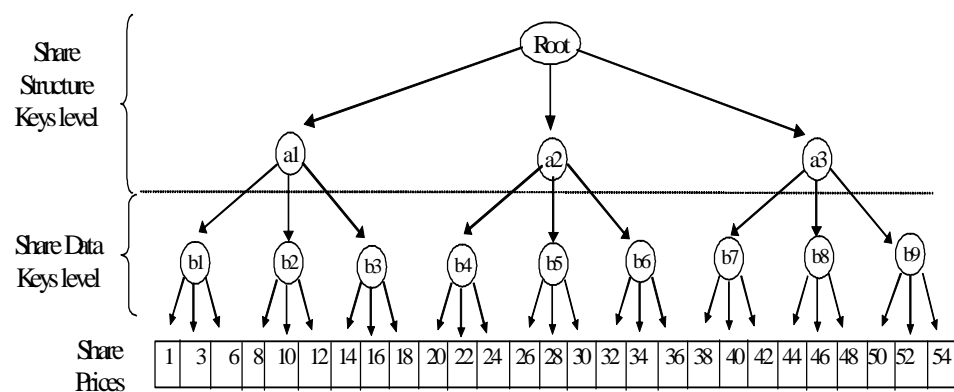 Root
Share
Structure
Keys level
a1 a2 a3
Share Data
Keys level
b1 b2 b3 b4 b5 b6 b7 b8 b9
Share
Prices
1 3 6 8 10 12 14 16 18 20 22 24 26 28 30 32 34 36 38 40 42 44 46 48 50 52 54